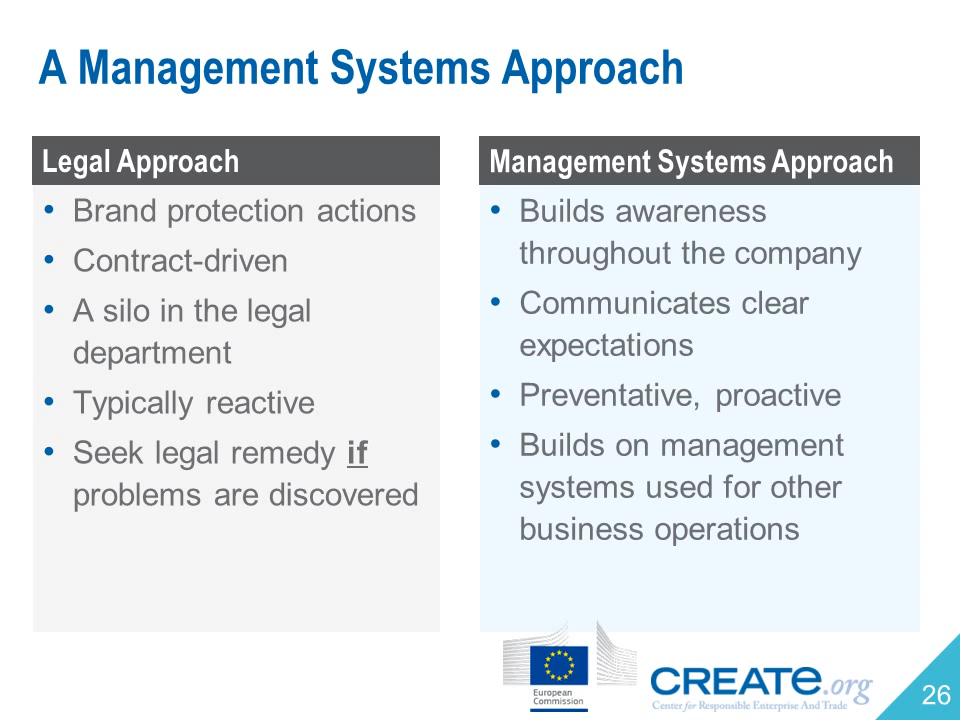 A Management Systems Approach
Legal Approach
• Brand protection actions
• Contract-driven
• A silo in the legal
department
• Typically reactive
• Seek legal remedy if
problems are discovered
Management Systems Approach
• Builds awareness
throughout the company
• Communicates clear
expectations
• Preventative, proactive
• Builds on management
systems used for other
business operations
European
Commission
CREATe.org
Center for Responsible Enterprise And Trade
26